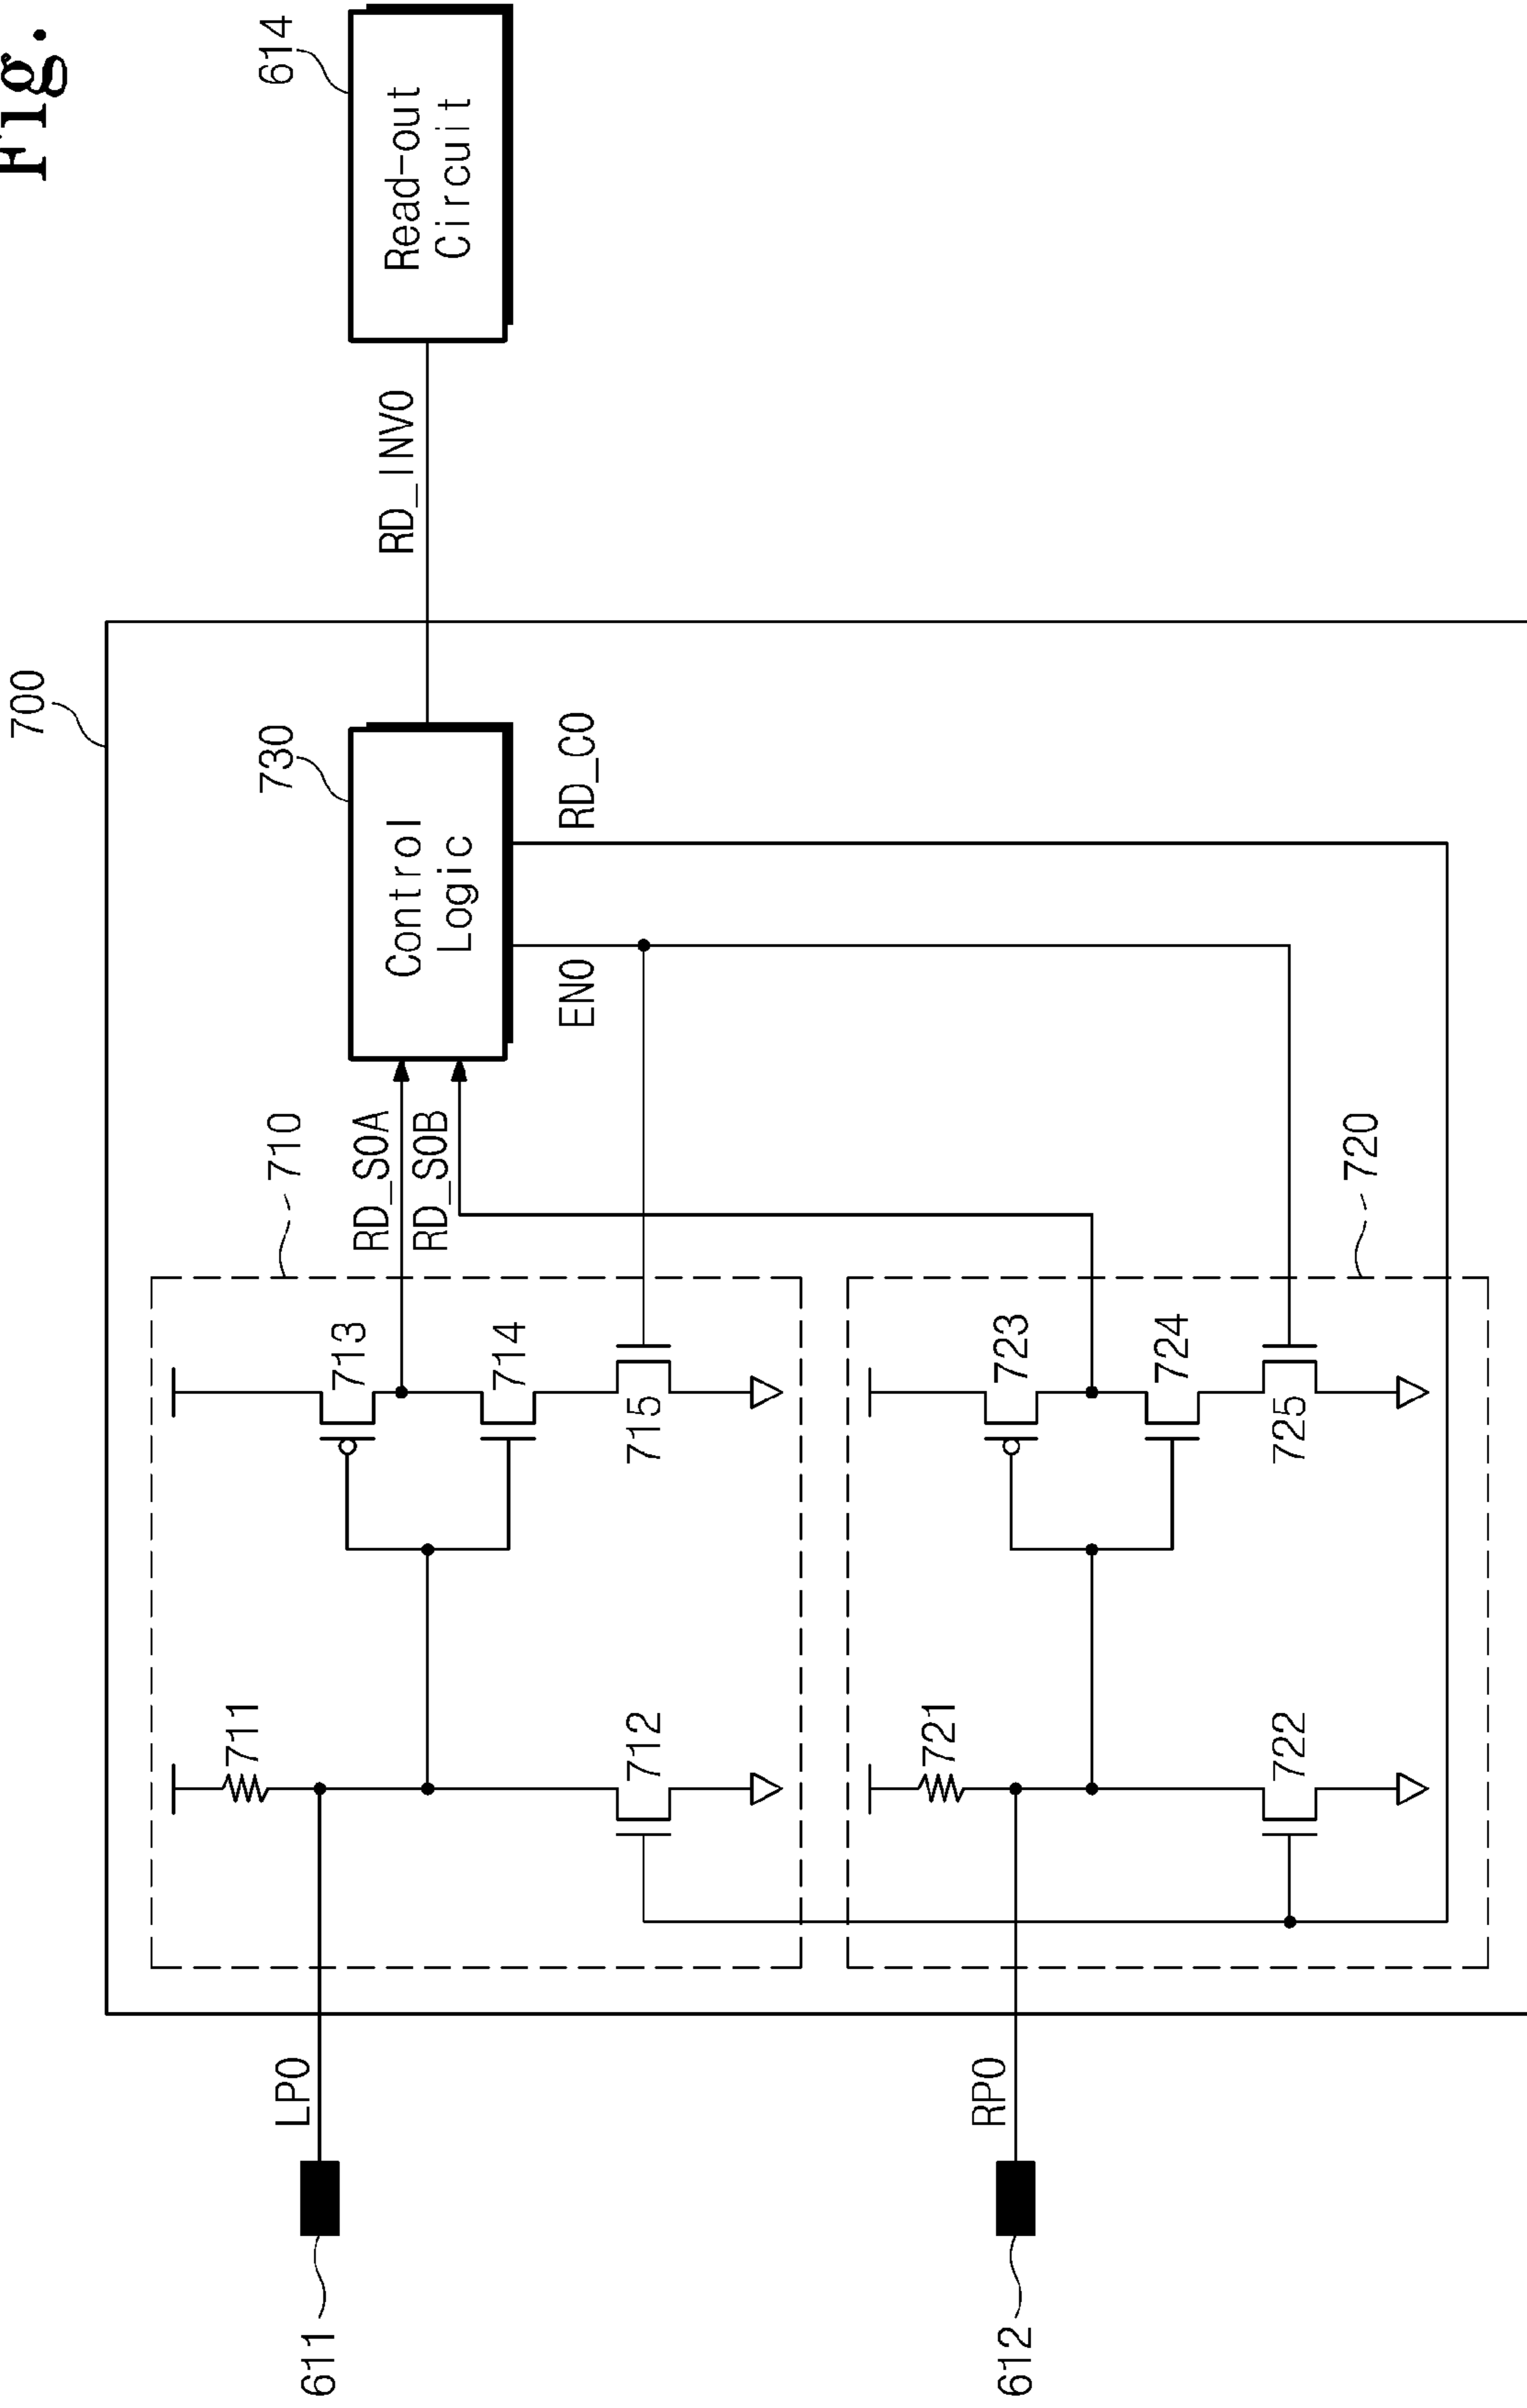 Fig.
700
730
614
Control
Logic
RD_INV0
Read-out
Circuit
710
RD_S0A
RD_S0B
EN0
RD_C0
711
713
714
712
715
LP0
611
720
721
723
724
722
725
RP0
612